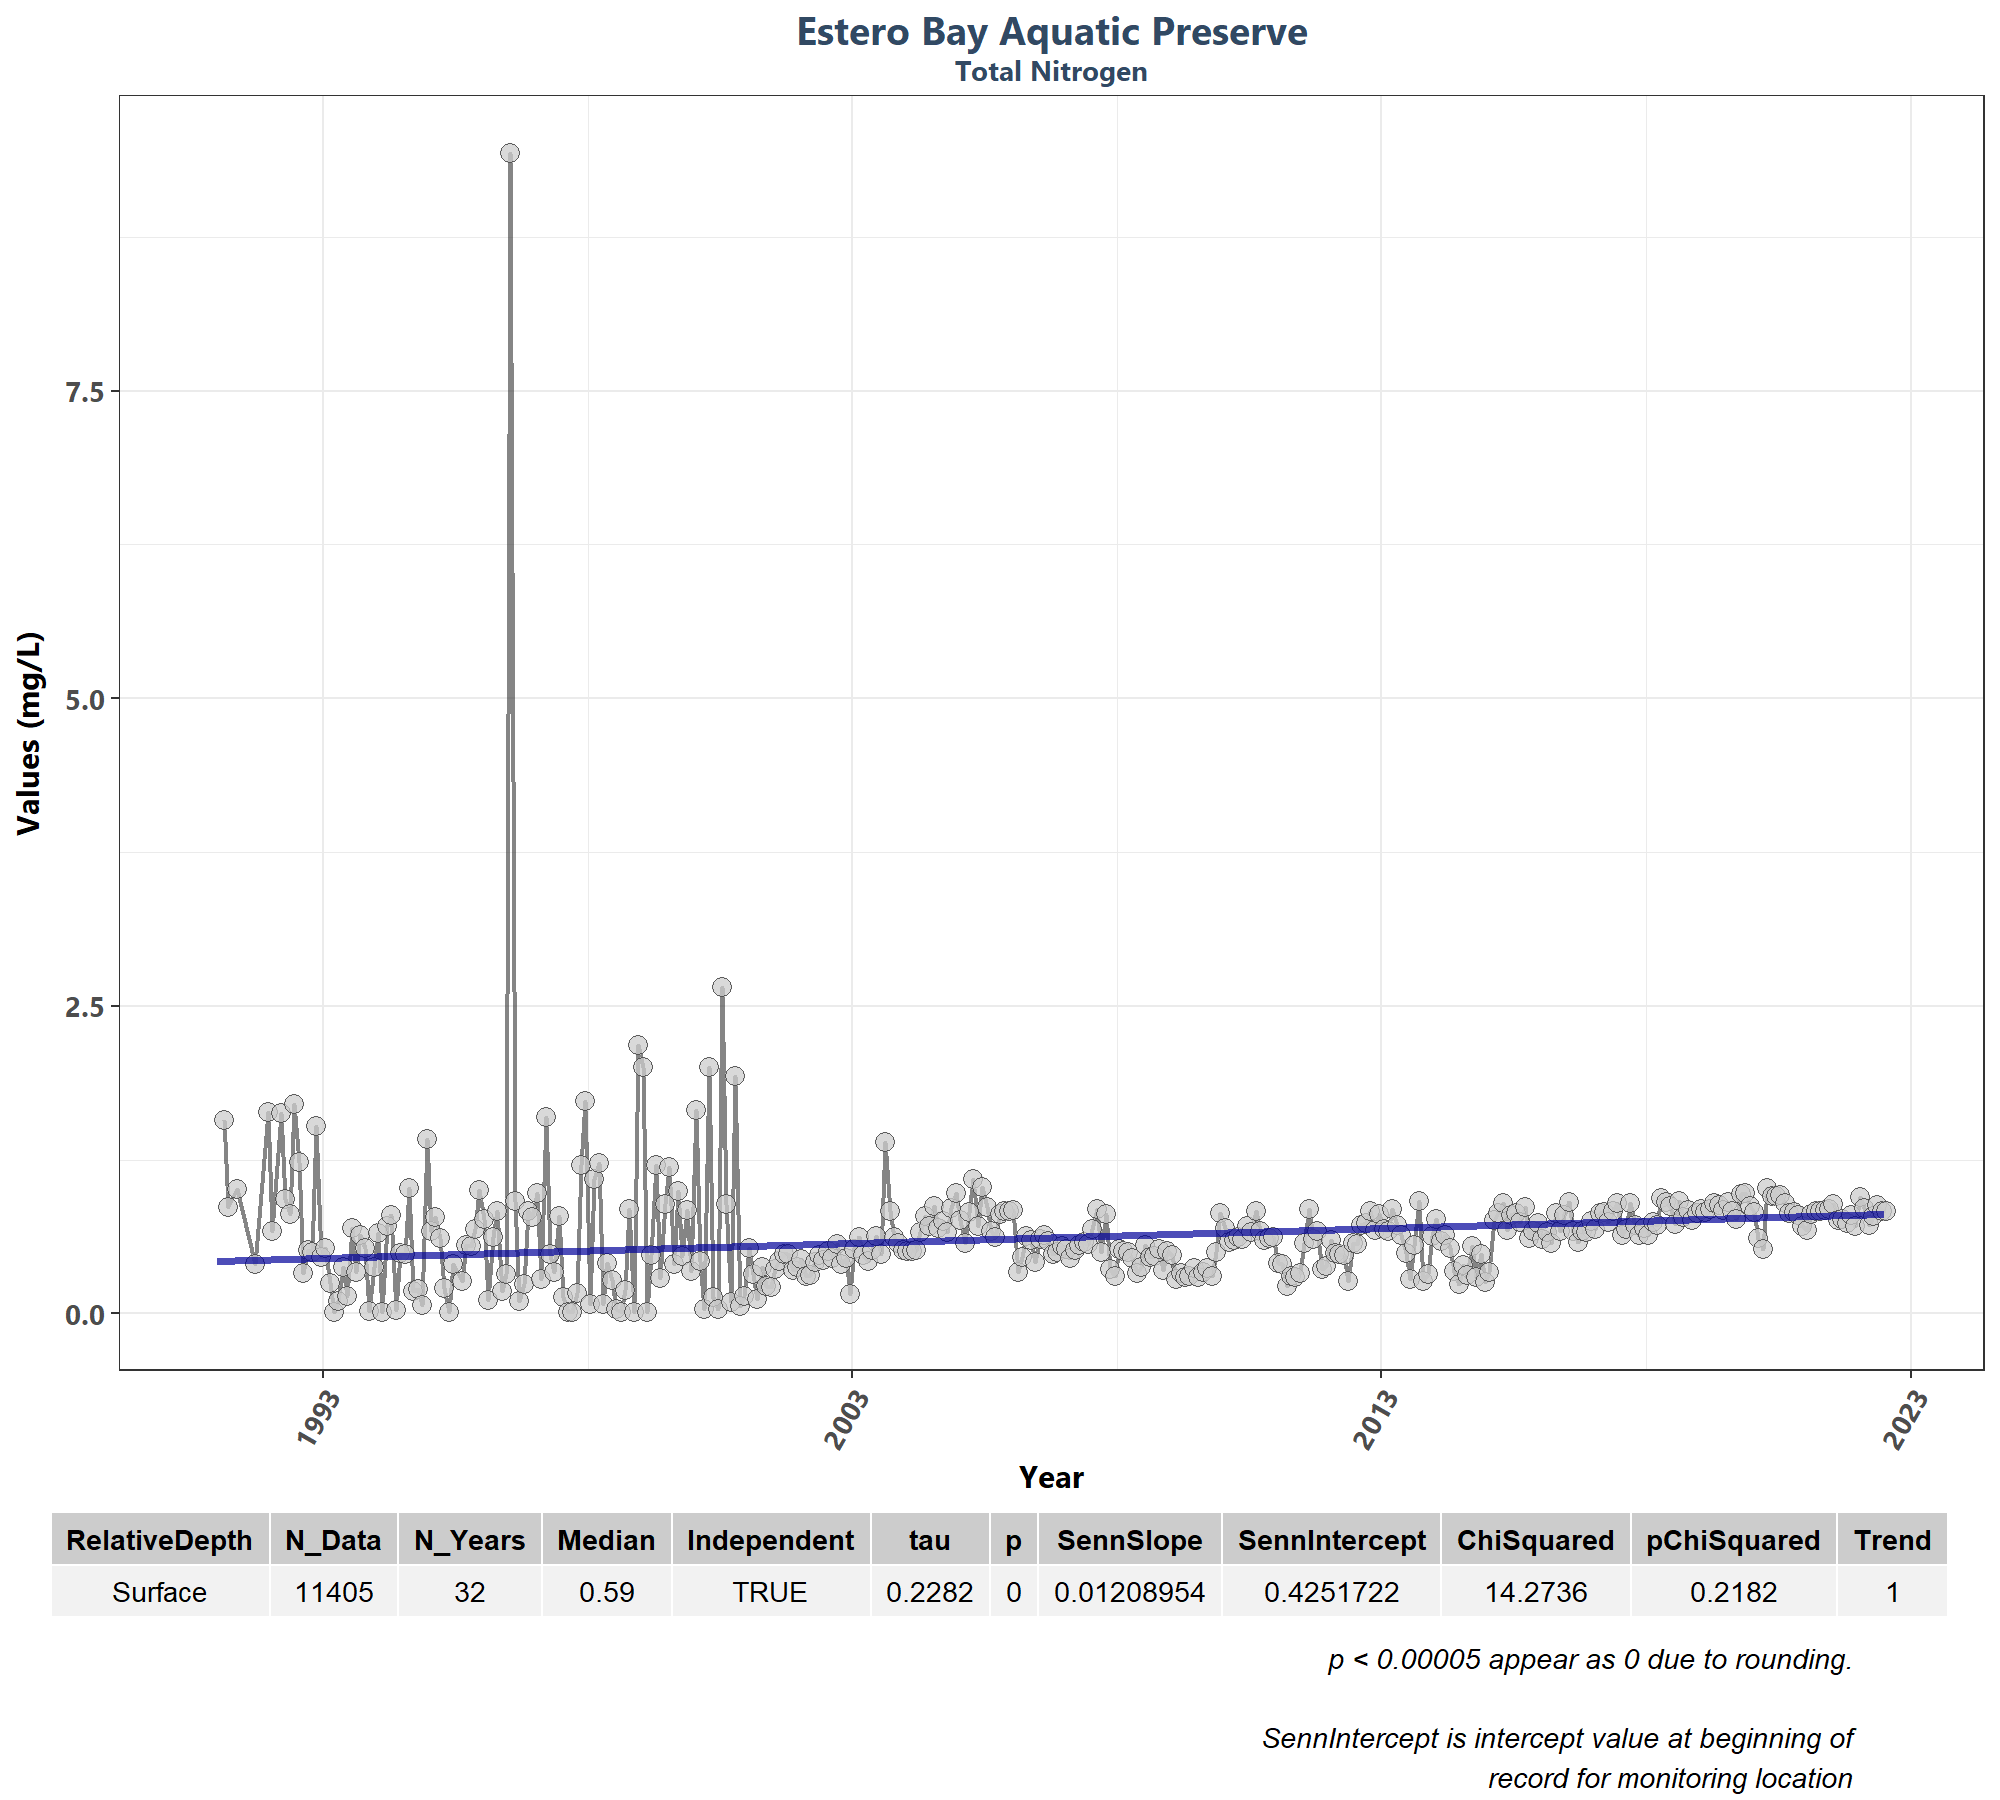 Estero Bay Aquatic Preserve
Total Nitrogen
Values (mg/L)
7.5
5.0
2.5
0.0
1993 2003 2013 2023
Year
RelativeDepth N_Data N_Years Median Independent tau p SennSlope SennIntercept ChiSquared pChiSquared Trend
Surface 11405 32 0.59 TRUE 0.2282 0 0.01208954 0.4251722 14.2736 0.2182 1
p < 0.00005 appear as 0 due to rounding.
SennIntercept is intercept value at beginning of
record for monitoring location